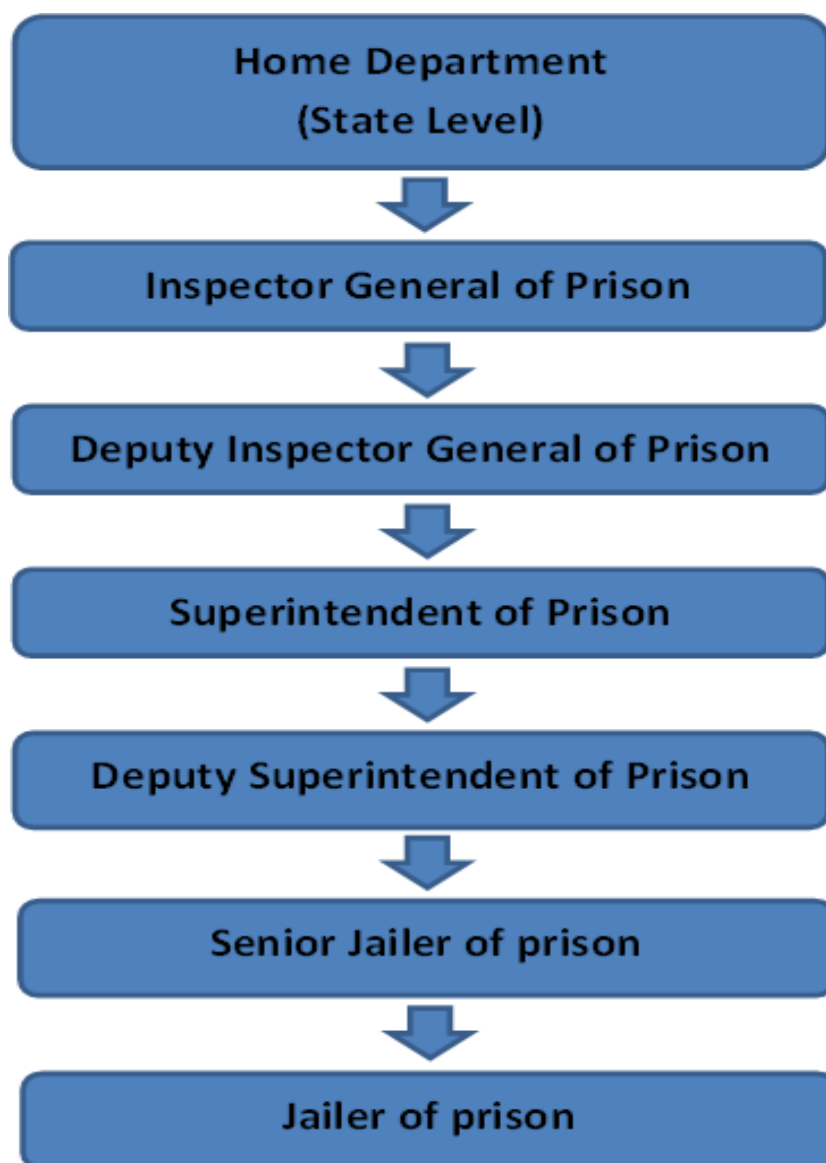 Home Department
(State Level)
Inspector General of Prison
Deputy Inspector General of Prison
Superintendent of Prison
Deputy Superintendent of Prison
Senior Jailer of prison
Jailer of prison